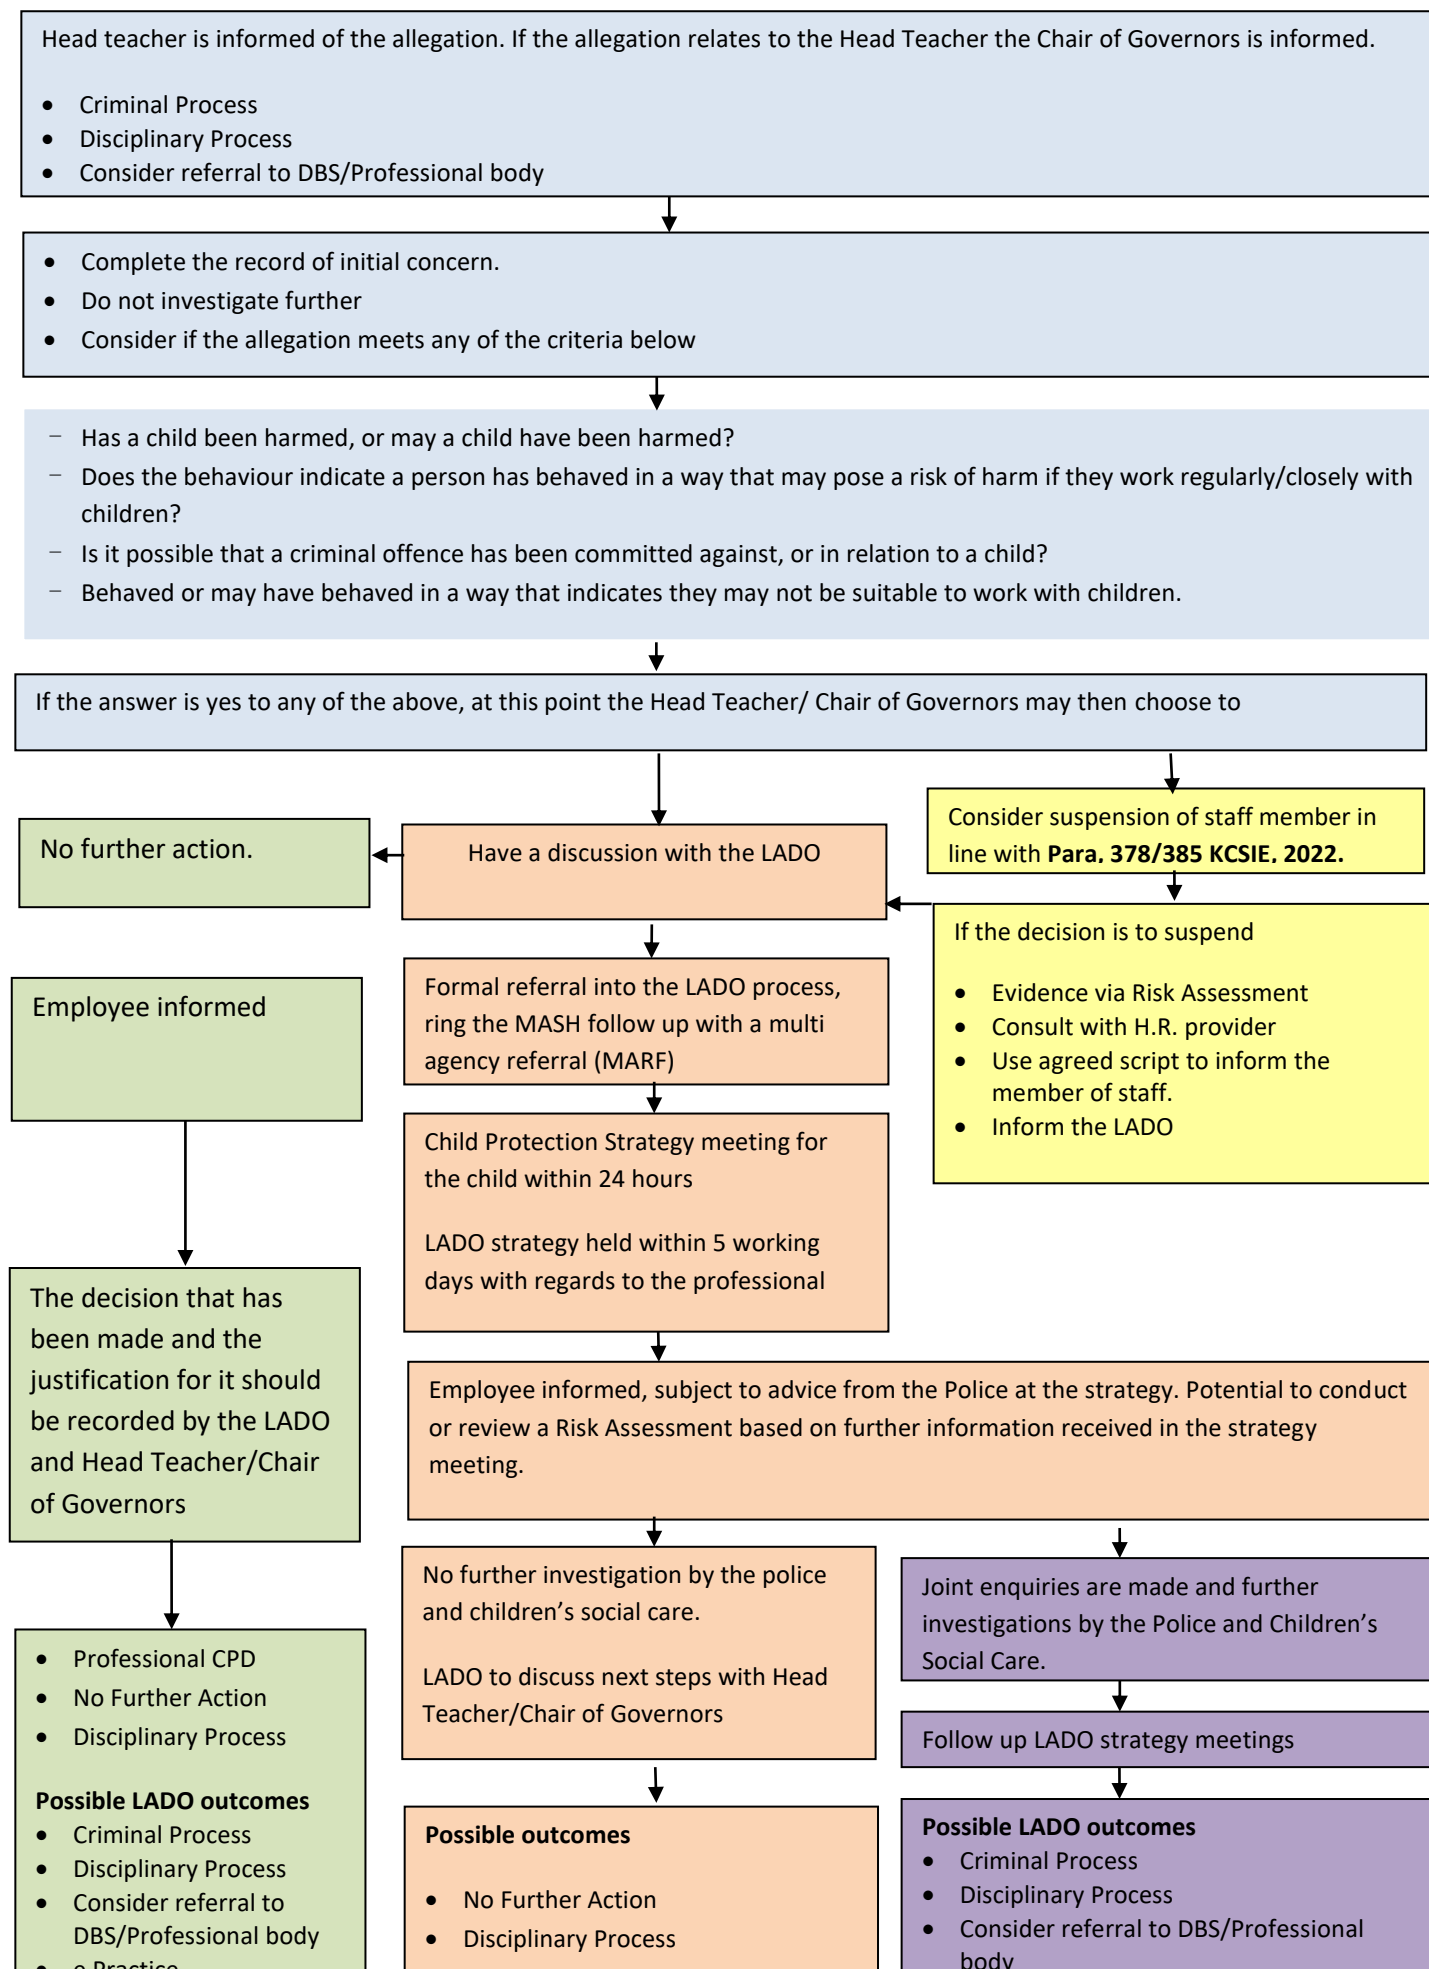 Head teacher is informed of the allegation. If the allegation relates to the Head Teacher the Chair of Governors is informed.
• Criminal Process
• Disciplinary Process
• Consider referral to DBS/Professional body
• Complete the record of initial concern.
• Do not investigate further
• Consider if the allegation meets any of the criteria below
− Has a child been harmed, or may a child have been harmed?
− Does the behaviour indicate a person has behaved in a way that may pose a risk of harm if they work regularly/closely with
children?
− Is it possible that a criminal offence has been committed against, or in relation to a child?
− Behaved or may have behaved in a way that indicates they may not be suitable to work with children.
If the answer is yes to any of the above, at this point the Head Teacher/ Chair of Governors may then choose to
No further action.
Have a discussion with the LADO
Consider suspension of staff member in
line with Para. 378/385 KCSIE. 2022.
If the decision is to suspend
• Evidence via Risk Assessment
• Consult with H.R. provider
• Use agreed script to inform the
member of staff.
• Inform the LADO
Employee informed
Formal referral into the LADO process,
ring the MASH follow up with a multi
agency referral (MARF)
Child Protection Strategy meeting for
the child within 24 hours
LADO strategy held within 5 working
days with regards to the professional
The decision that has
been made and the
justification for it should
be recorded by the LADO
and Head Teacher/Chair
of Governors
Employee informed, subject to advice from the Police at the strategy. Potential to conduct
or review a Risk Assessment based on further information received in the strategy
meeting.
No further investigation by the police
and children’s social care.
LADO to discuss next steps with Head
Teacher/Chair of Governors
Joint enquiries are made and further
investigations by the Police and Children’s
Social Care.
Follow up LADO strategy meetings
• Professional CPD
• No Further Action
• Disciplinary Process
Possible LADO outcomes
• Criminal Process
• Disciplinary Process
• Consider referral to
DBS/Professional body
• e Practice
Possible outcomes
• No Further Action
• Disciplinary Process
Possible LADO outcomes
• Criminal Process
• Disciplinary Process
• Consider referral to DBS/Professional
body